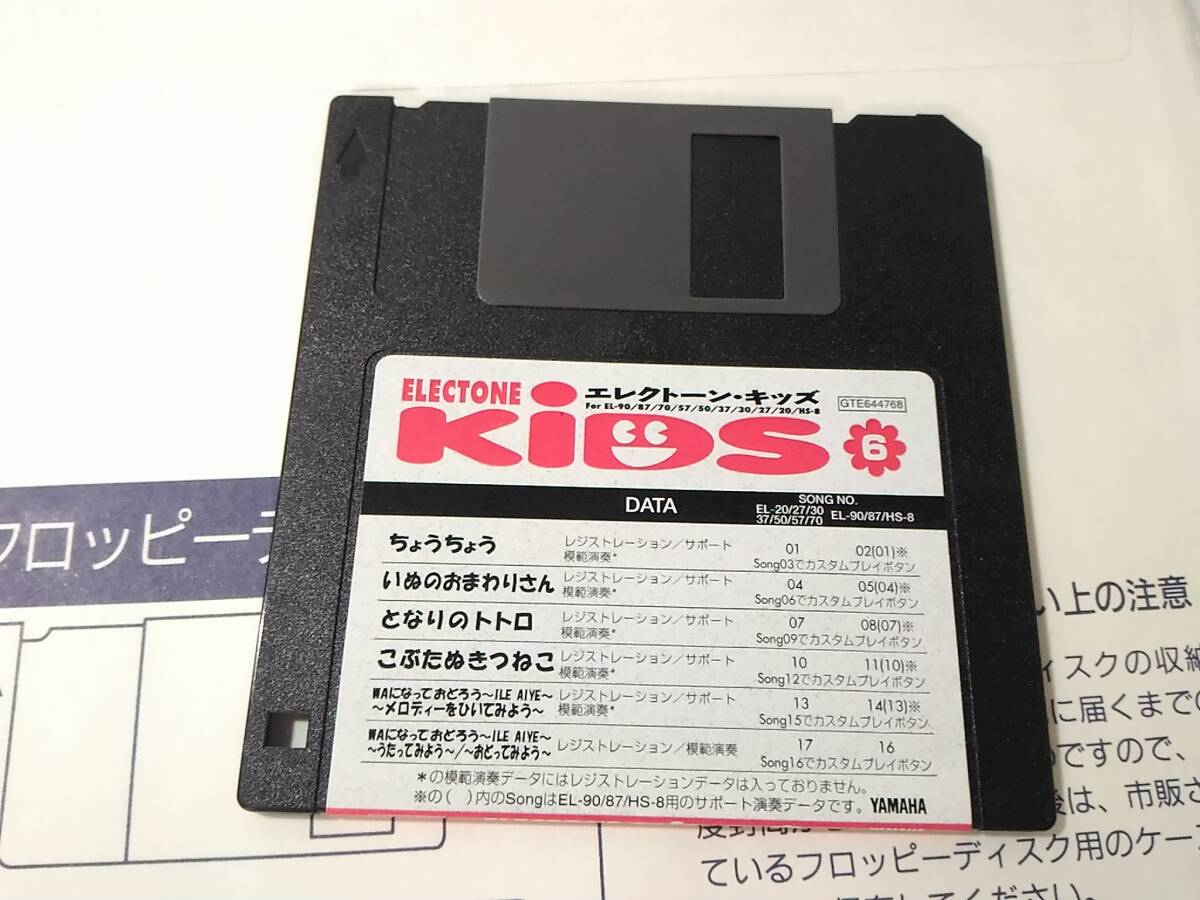 ELECTONE エレクトーン・キッズ
For EL-90/87/70/57/50/37/30/27/20/HS-8
GTE644768
KiDS 6
DATA
SONG NO.
EL-20/27/30
37/50/57/70
EL-90/87/HS-8
ちょうちょう レジストレーション/サポート 01 02(01)※
模範演奏* Song03でカスタムプレイボタン
いぬのおまわりさん レジストレーション/サポート 04 05(04)※
模範演奏* Song06でカスタムプレイボタン
となりのトトロ レジストレーション/サポート 07 08(07)※
模範演奏* Song09でカスタムプレイボタン
こぶたぬきつねこ レジストレーション/サポート 10 11(10)※
模範演奏* Song12でカスタムプレイボタン
WAになっておどろう〜ILE AIYE〜 レジストレーション/サポート 13 14(13)※
〜メロディーをひいてみよう〜 模範演奏* Song15でカスタムプレイボタン
WAになっておどろう〜ILE AIYE〜 レジストレーション/模範演奏 17 16
〜うたってみよう〜/〜おどってみよう〜 Song16でカスタムプレイボタン
*の模範演奏データにはレジストレーションデータは入っておりません。
※の( )内のSongはEL-90/87/HS-8用のサポート演奏データです。 YAMAHA
フロッピーデ
い上の注意
ィスクの収納
に届くまでの
ですので、
後は、市販さ
ているフロッピーディスク用のケー
してください。